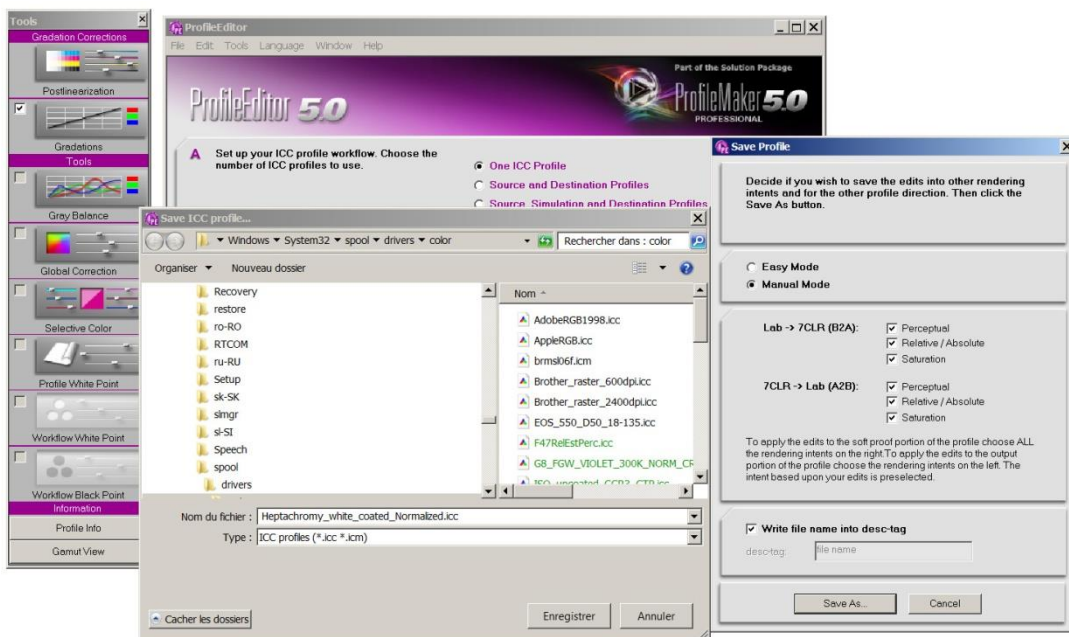 Tools
Gradation Corrections
Postlinearization
Gradations
Tools
Gray Balance
Global Correction
Selective Color
Profile White Point
Workflow White Point
Workflow Black Point
Information
Profile Info
Gamut View
ProfileEditor
File Edit Tools Language Window Help
Part of the Solution Package
ProfileEditor 5.0
ProfileMaker 5.0
PROFESSIONAL
A Set up your ICC profile workflow. Choose the
number of ICC profiles to use.
One ICC Profile
Source and Destination Profiles
Source, Simulation and Destination Profiles
Save ICC profile...
Windows System32 spool drivers color
Rechercher dans : color
Organiser Nouveau dossier
Recovery
restore
ro-RO
RTCOM
ru-RU
Setup
sk-SK
slmgr
sl-SI
Speech
spool
drivers
Nom
AdobeRGB1998.icc
AppleRGB.icc
brmsl06f.icm
Brother_raster_600dpi.icc
Brother_raster_2400dpi.icc
EOS_550_D50_18-135.icc
F47RelEstPerc.icc
G8_FGW_VIOLET_300K_NORM_CF
Nom du fichier : Heptachromy_white_coated_Normalized.icc
Type : ICC profiles (*.icc *.icm)
Cacher les dossiers
Enregistrer
Annuler
Save Profile
Decide if you wish to save the edits into other rendering
intents and for the other profile direction. Then click the
Save As button.
Easy Mode
Manual Mode
Lab -> 7CLR (B2A):
Perceptual
Relative / Absolute
Saturation
7CLR -> Lab (A2B):
Perceptual
Relative / Absolute
Saturation
To apply the edits to the soft proof portion of the profile choose ALL
the rendering intents on the right.To apply the edits to the output
portion of the profile choose the rendering intents on the left. The
intent based upon your edits is preselected.
Write file name into desc-tag
desc-tag: file name
Save As...
Cancel